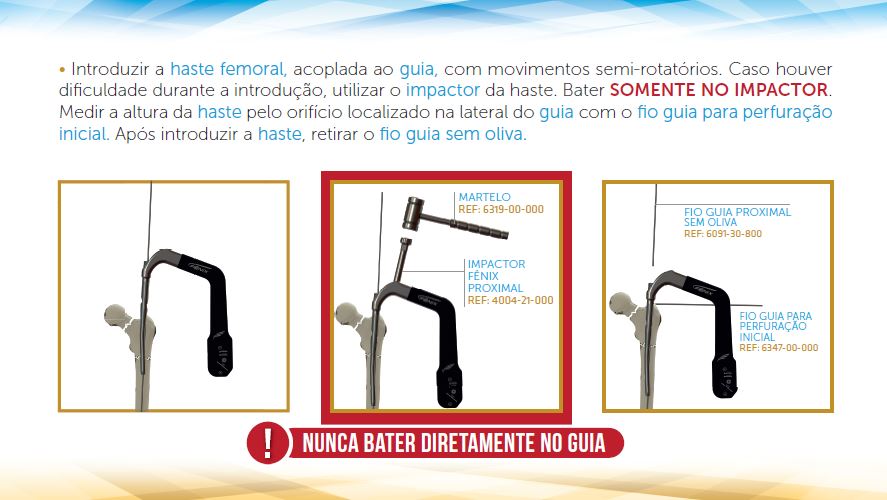 • Introduzir a haste femoral, acoplada ao guia, com movimentos semi-rotatórios. Caso houver
dificuldade durante a introdução, utilizar o impactor da haste. Bater SOMENTE NO IMPACTOR.
Medir a altura da haste pelo orifício localizado na lateral do guia com o fio guia para perfuração
inicial. Após introduzir a haste, retirar o fio guia sem oliva.
MARTELO
REF: 6319-00-000
IMPACTOR
FÊNIX
PROXIMAL
REF: 4004-21-000
FIO GUIA PROXIMAL
SEM OLIVA
REF: 6091-30-800
FIO GUIA PARA
PERFURAÇÃO
INICIAL
REF: 6347-00-000
! NUNCA BATER DIRETAMENTE NO GUIA